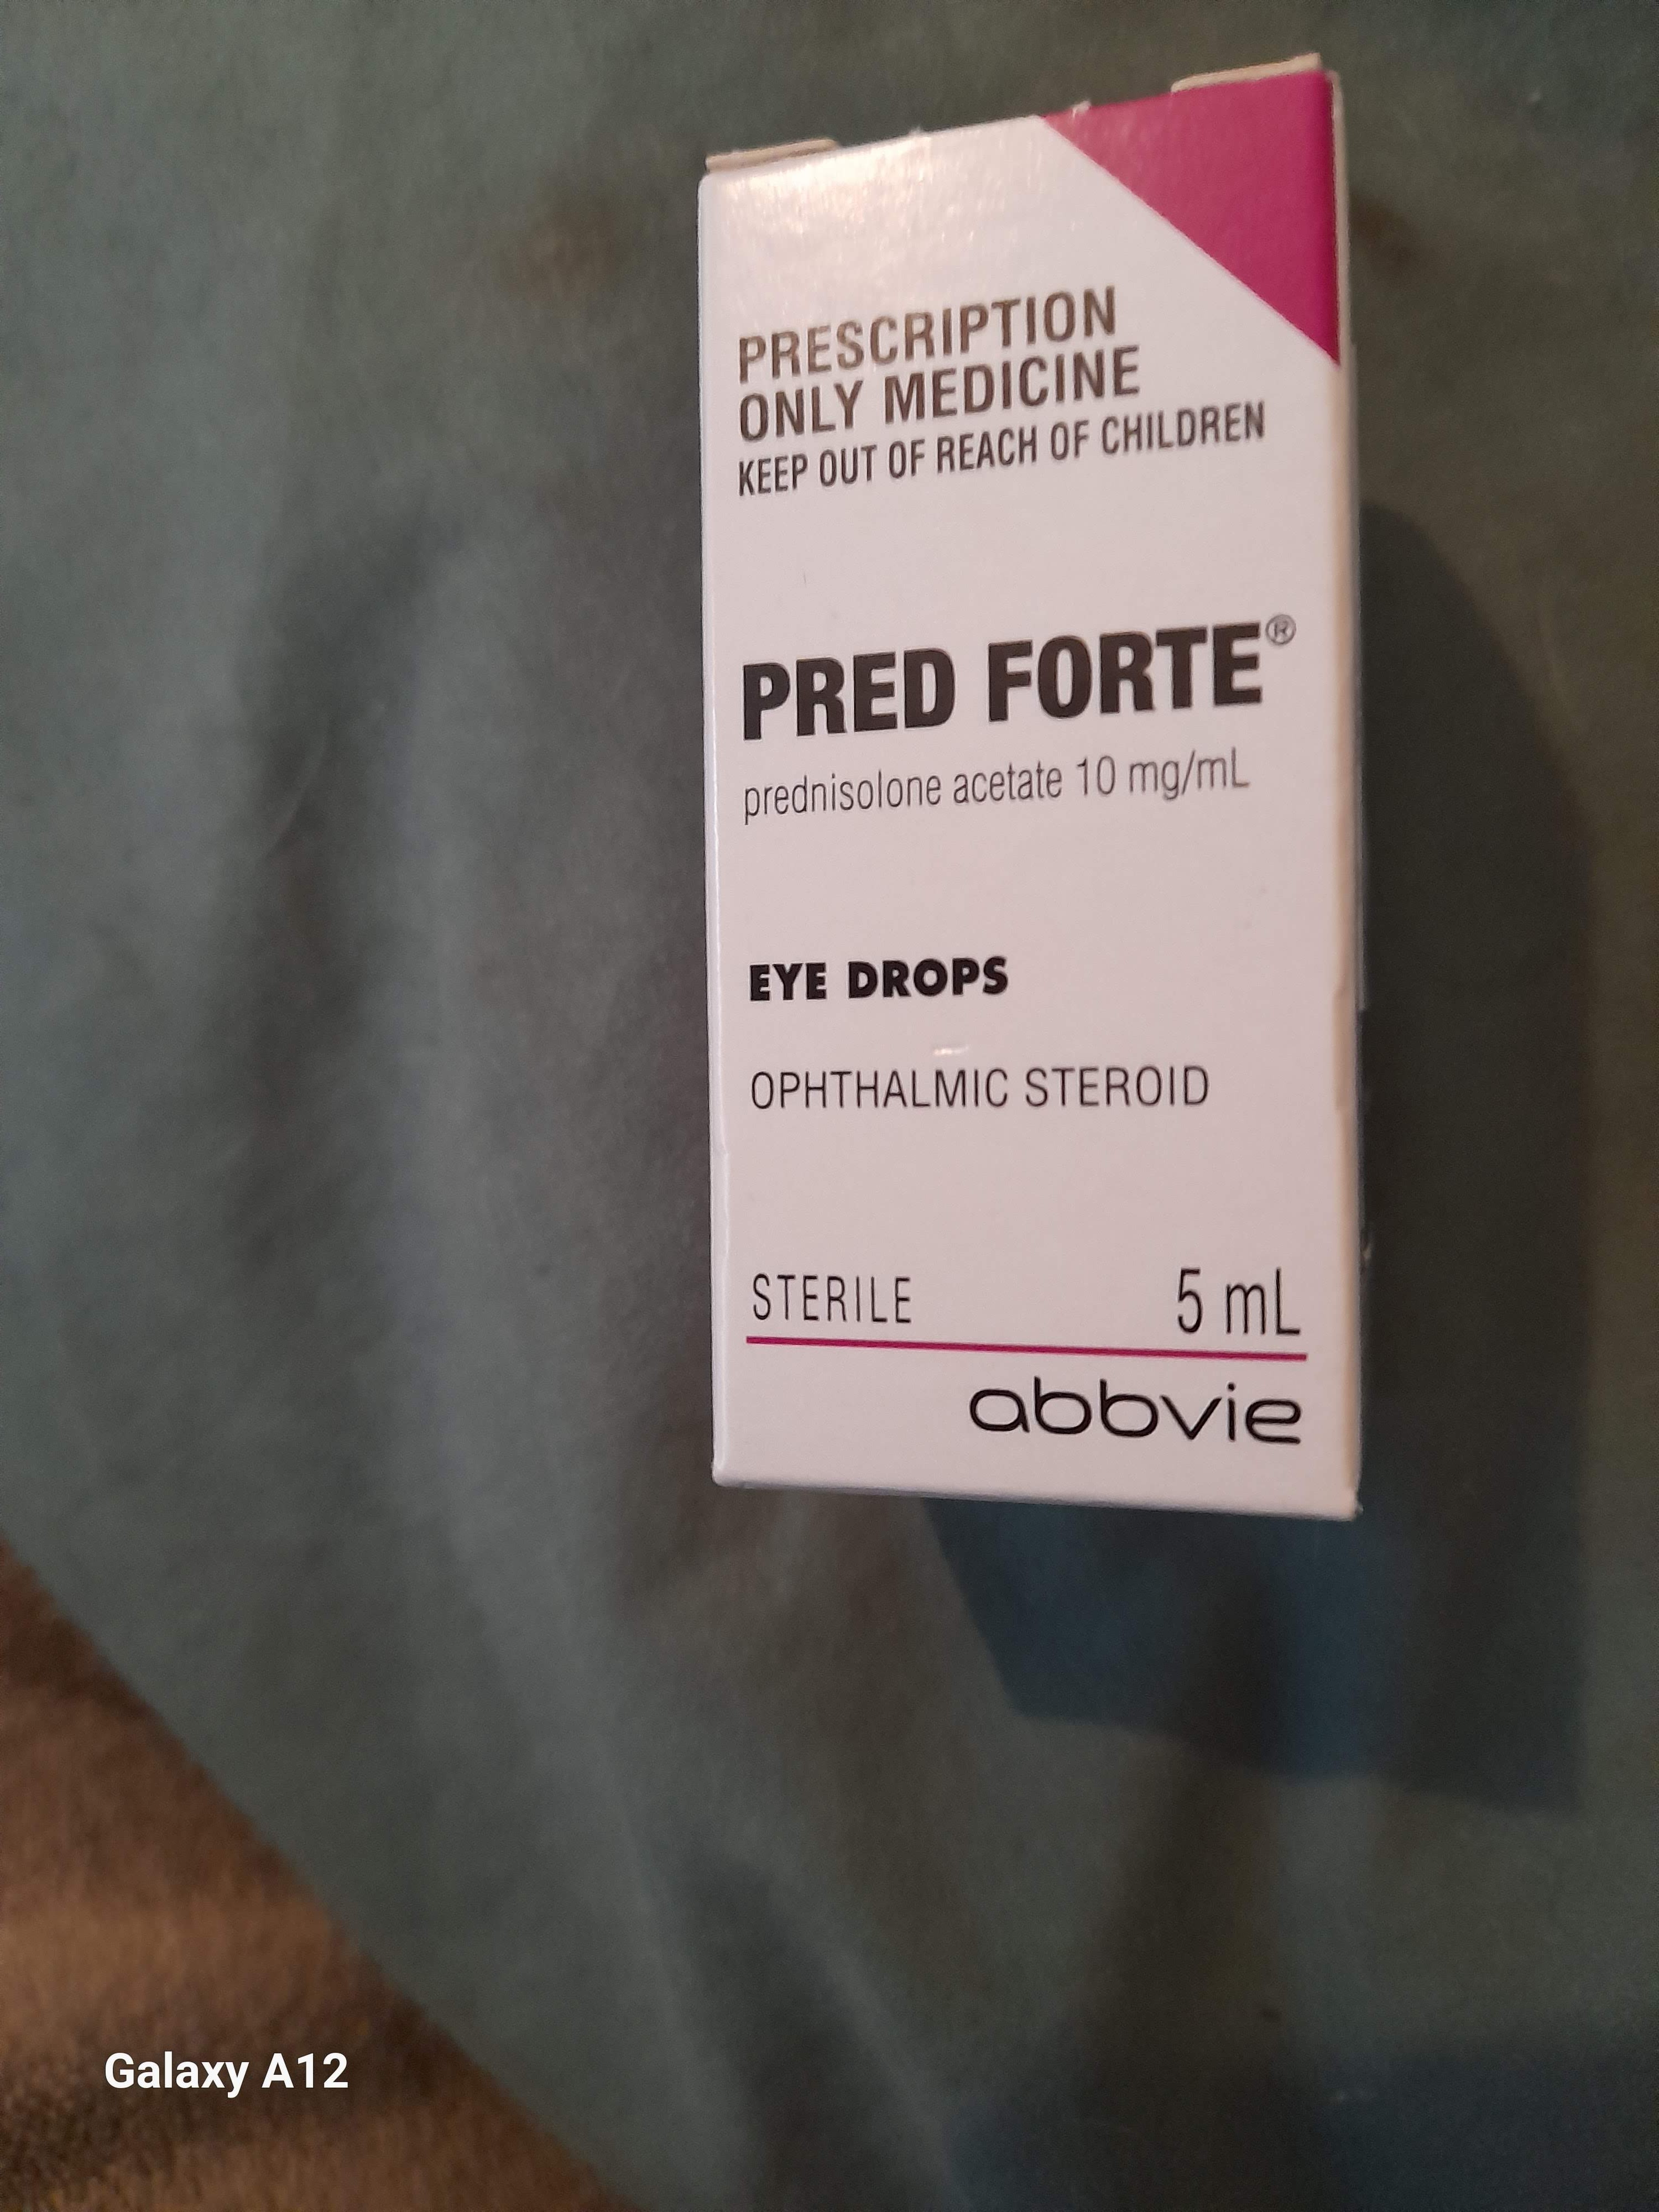 PRESCRIPTION
ONLY MEDICINE
KEEP OUT OF REACH OF CHILDREN
PRED FORTE®
prednisolone acetate 10 mg/mL
EYE DROPS
OPHTHALMIC STEROID
STERILE 5 mL
abbvie
Galaxy A12